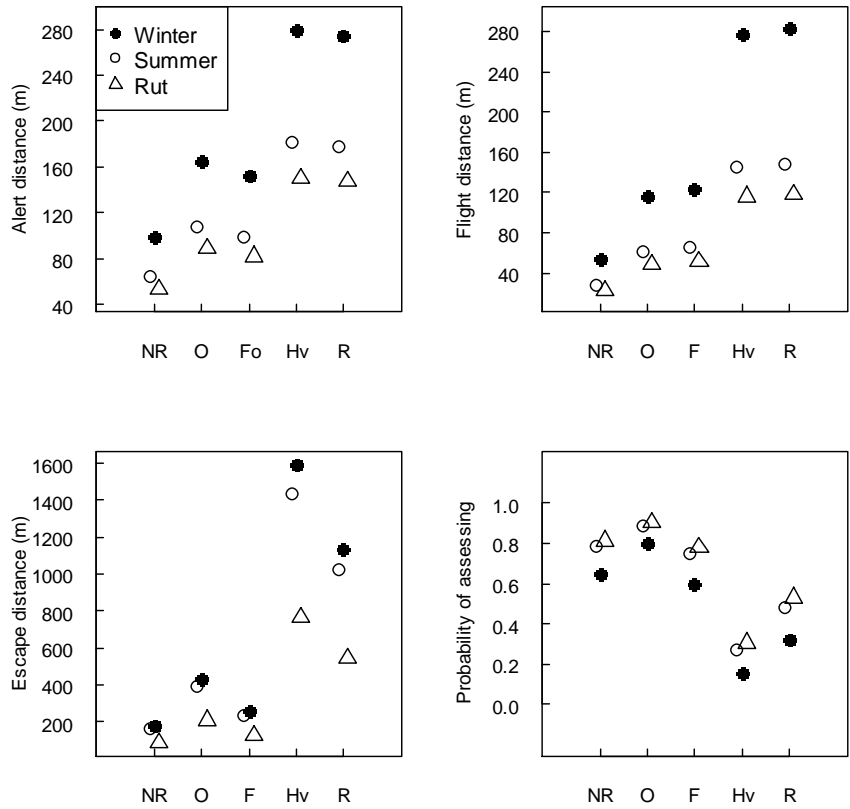 Alert distance (m)
280
240
200
160
120
80
40
Winter
Summer
Rut
NR O Fo Hv R
Flight distance (m)
280
240
200
160
120
80
40
NR O F Hv R
Escape distance (m)
1600
1400
1200
1000
800
600
400
200
NR O F Hv R
Probability of assessing
1.0
0.8
0.6
0.4
0.2
0.0
NR O F Hv R